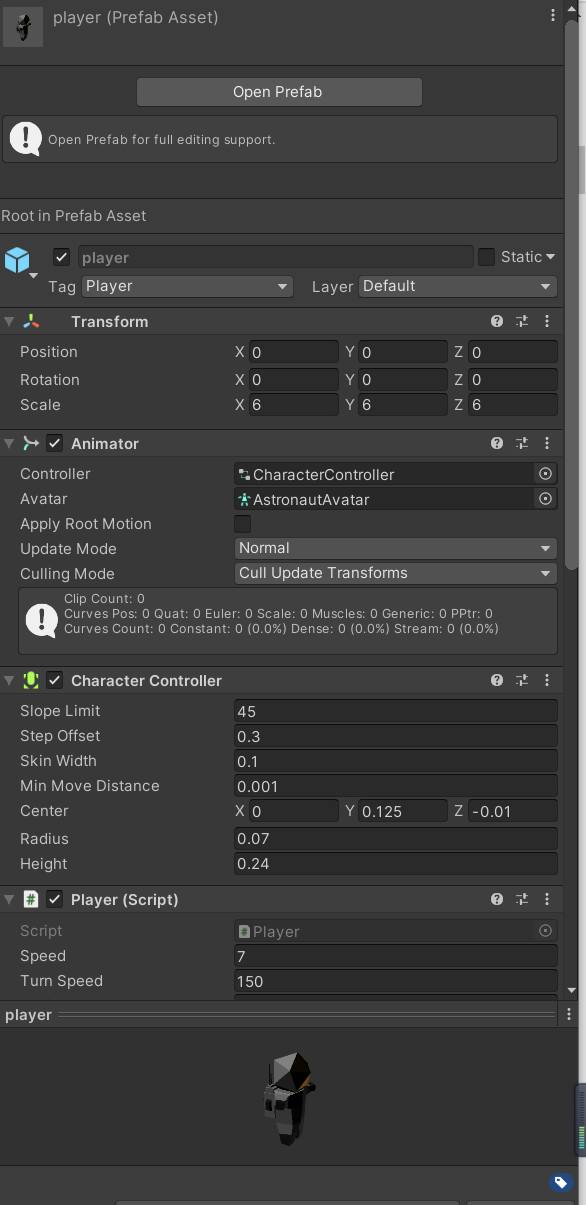 player (Prefab Asset)
Open Prefab
Open Prefab for full editing support.
Root in Prefab Asset
player Static
Tag Player Layer Default
Transform
Position X 0 Y 0 Z 0
Rotation X 0 Y 0 Z 0
Scale X 6 Y 6 Z 6
Animator
Controller CharacterController
Avatar AstronautAvatar
Apply Root Motion
Update Mode Normal
Culling Mode Cull Update Transforms
Clip Count: 0
Curves Pos: 0 Quat: 0 Euler: 0 Scale: 0 Muscles: 0 Generic: 0 PPtr: 0
Curves Count: 0 Constant: 0 (0.0%) Dense: 0 (0.0%) Stream: 0 (0.0%)
Character Controller
Slope Limit 45
Step Offset 0.3
Skin Width 0.1
Min Move Distance 0.001
Center X 0 Y 0.125 Z -0.01
Radius 0.07
Height 0.24
# Player (Script)
Script # Player
Speed 7
Turn Speed 150
player